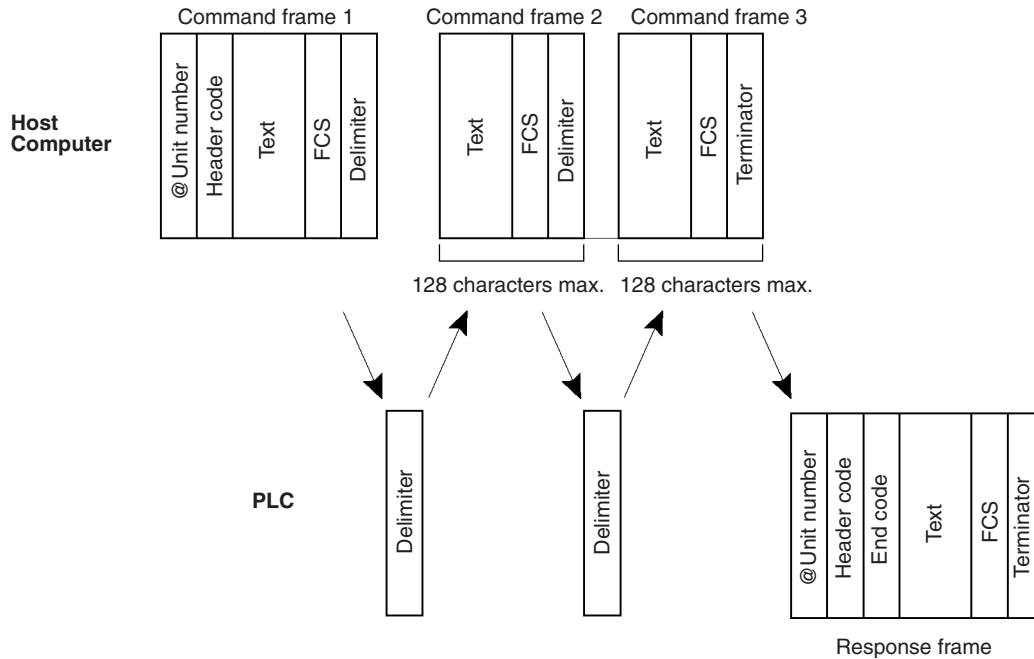 Command frame 1
Command frame 2
Command frame 3
Host
Computer
@Unit number
Header code
Text
FCS
Delimiter
Text
FCS
Delimiter
Text
FCS
Terminator
128 characters max.
128 characters max.
PLC
Delimiter
Delimiter
@Unit number
Header code
End code
Text
FCS
Terminator
Response frame